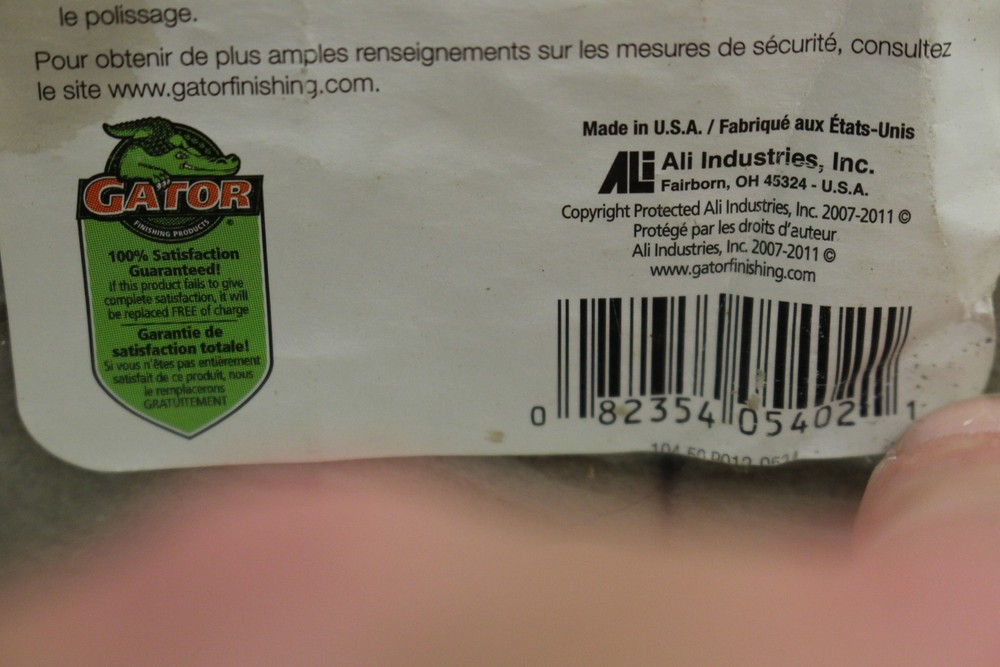 le polissage.
Pour obtenir de plus amples renseignements sur les mesures de sécurité, consultez
le site www.gatorfinishing.com.
GATOR
FINISHING PRODUCTS ®
100% Satisfaction
Guaranteed!
If this product fails to give
complete satisfaction, it will
be replaced FREE of charge
Garantie de
satisfaction totale!
Si vous n'êtes pas entièrement
satisfait de ce produit, nous
le remplacerons
GRATUITEMENT
Made in U.S.A. / Fabriqué aux États-Unis
ALi Ali Industries, Inc.
Fairborn, OH 45324 - U.S.A.
Copyright Protected Ali Industries, Inc. 2007-2011 ©
Protégé par les droits d'auteur
Ali Industries, Inc. 2007-2011 ©
www.gatorfinishing.com
0 82354 05402 1